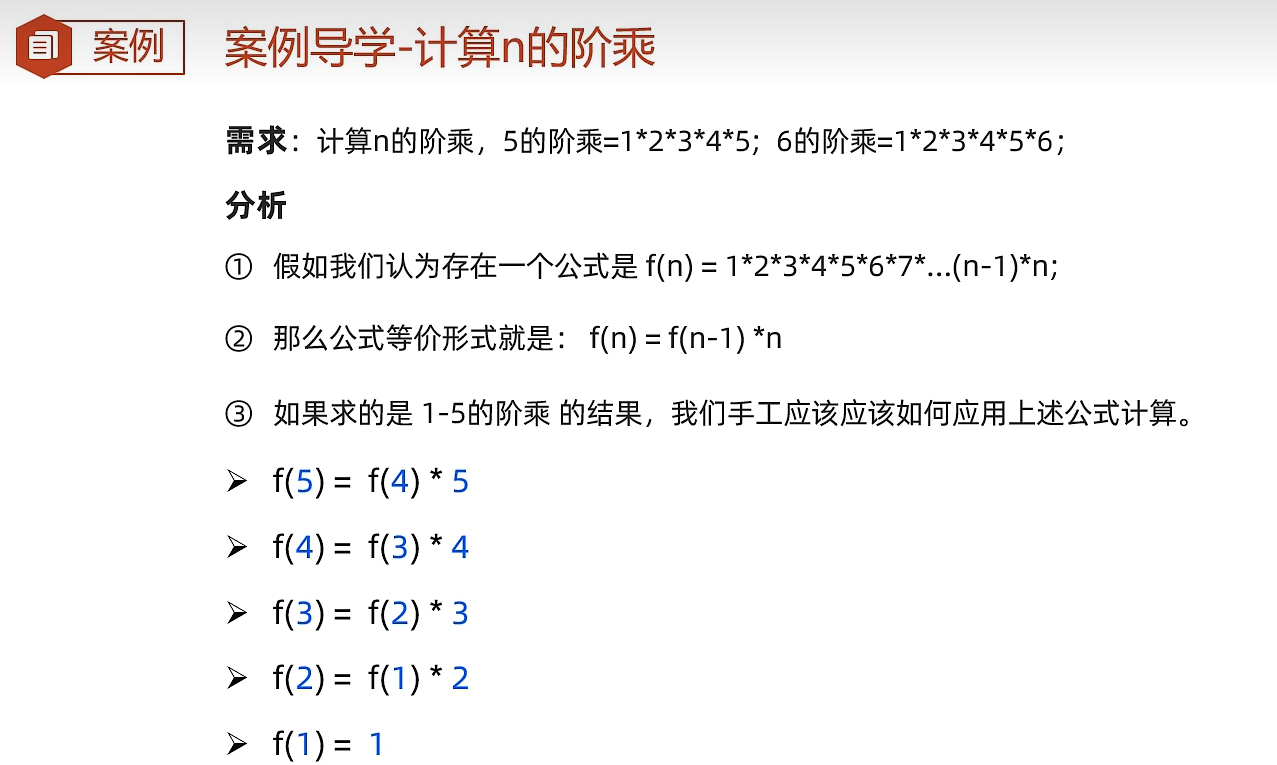 案例
案例导学-计算n的阶乘
需求：计算n的阶乘，5的阶乘=1*2*3*4*5；6的阶乘=1*2*3*4*5*6；
分析
① 假如我们认为存在一个公式是 f(n) = 1*2*3*4*5*6*7*...(n-1)*n;
② 那么公式等价形式就是： f(n) = f(n-1) *n
③ 如果求的是 1-5的阶乘 的结果，我们手工应该应该如何应用上述公式计算。
➢ f(5) = f(4) * 5
➢ f(4) = f(3) * 4
➢ f(3) = f(2) * 3
➢ f(2) = f(1) * 2
➢ f(1) = 1